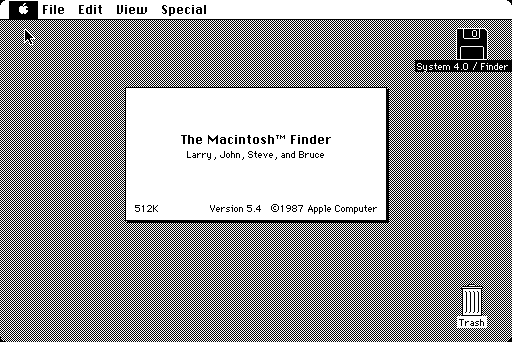 File Edit View Special
System 4.0 / Finder
The Macintosh™ Finder
Larry, John, Steve, and Bruce
512K Version 5.4 ©1987 Apple Computer
Trash